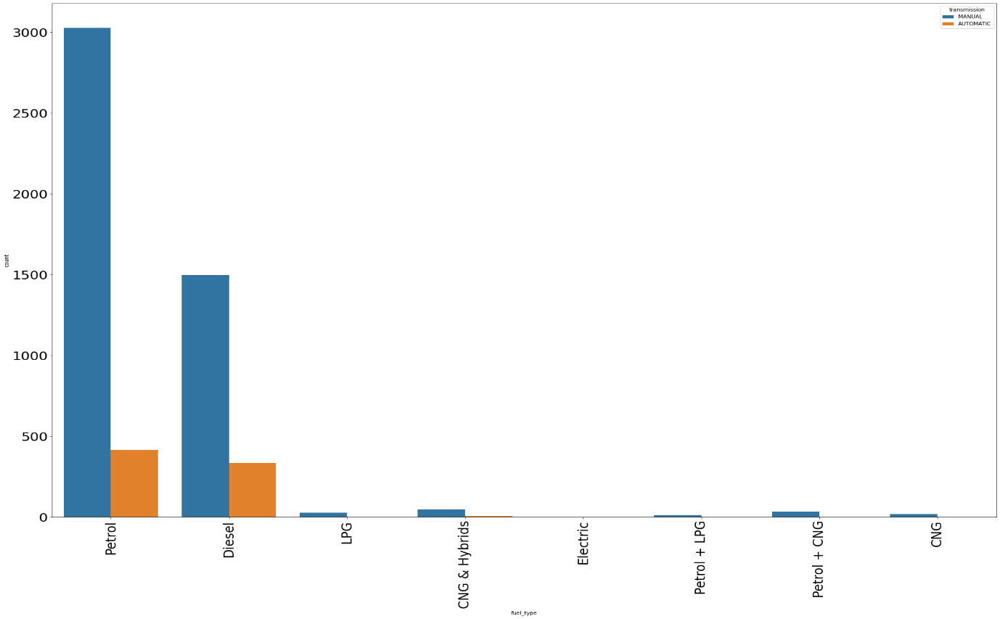 transmission
MANUAL
AUTOMATIC
3000
2500
2000
1500
1000
500
0
count
Petrol
Diesel
LPG
CNG & Hybrids
Electric
Petrol + LPG
Petrol + CNG
CNG
fuel_type